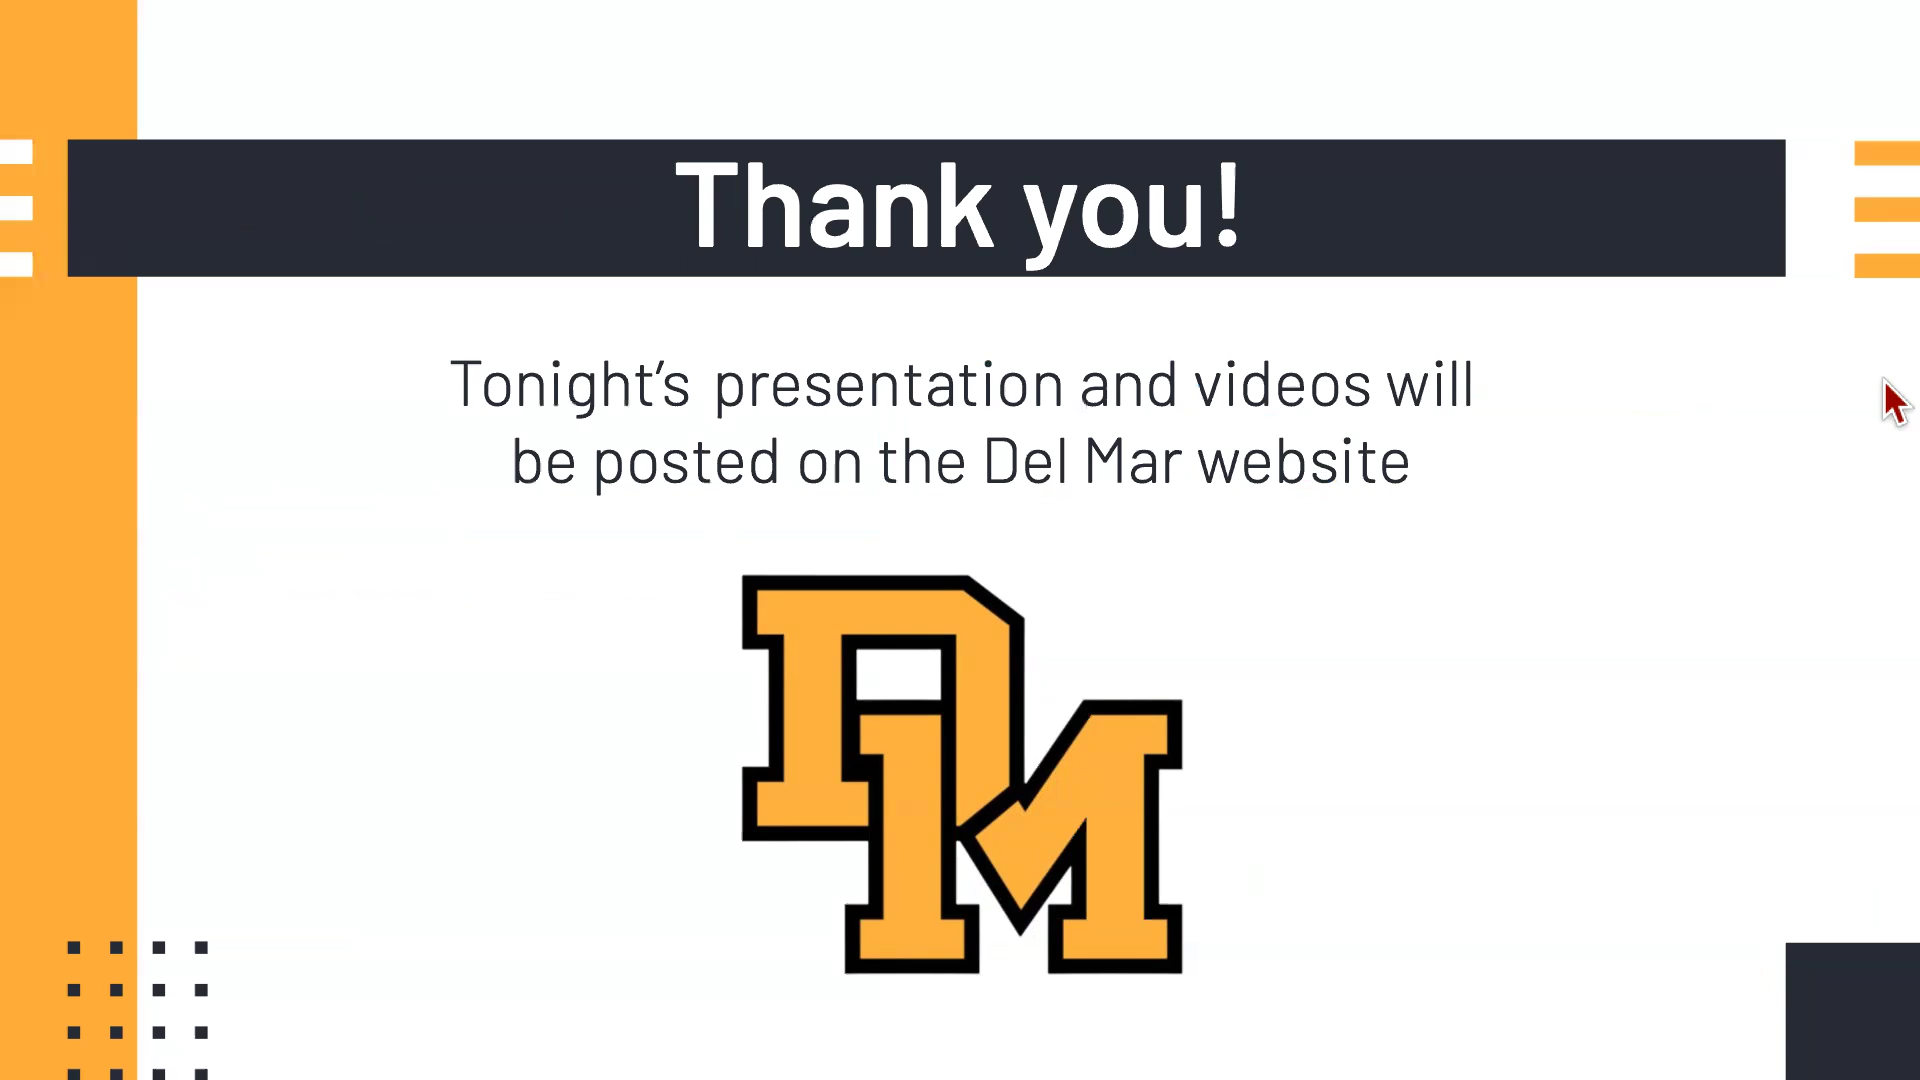 Thank you!
Tonight’s presentation and videos will
be posted on the Del Mar website
DM